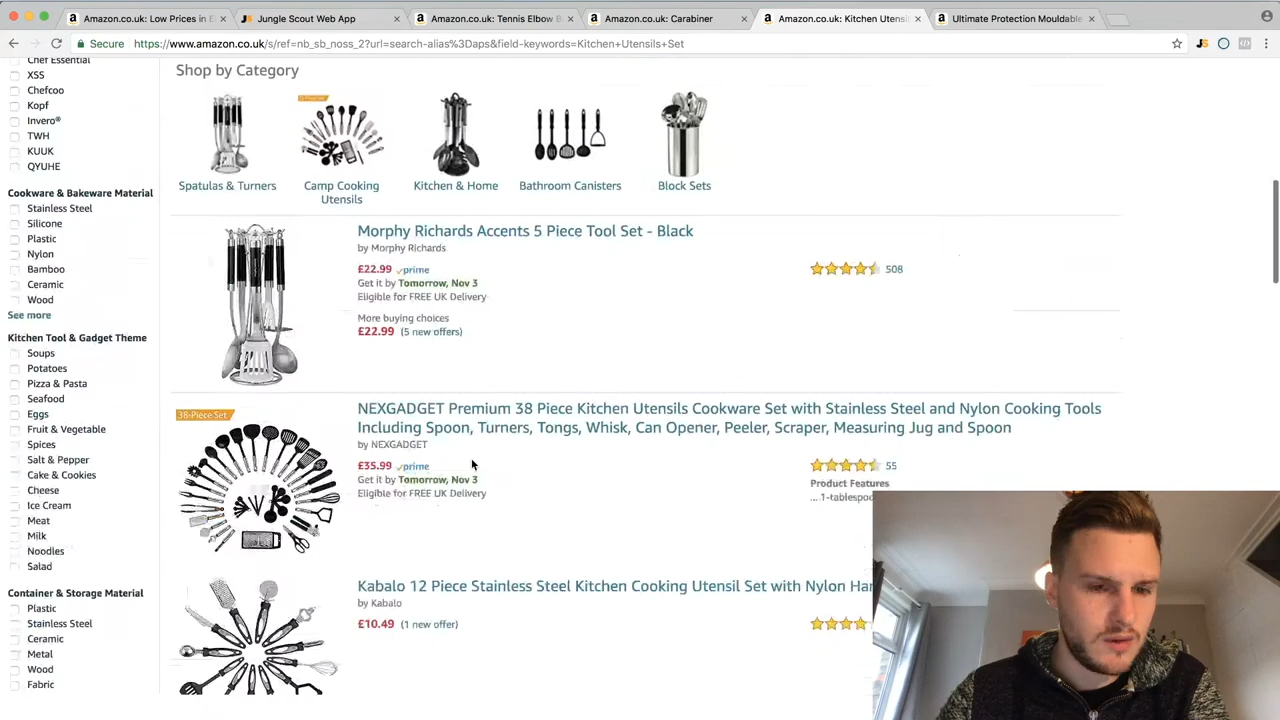 Amazon.co.uk: Low Prices in E
Jungle Scout Web App
Amazon.co.uk: Tennis Elbow B
Amazon.co.uk: Carabiner
Amazon.co.uk: Kitchen Utensil
Ultimate Protection Mouldable
Secure https://www.amazon.co.uk/s/ref=nb_sb_noss_2?url=search-alias%3Daps&field-keywords=Kitchen+Utensils+Set
JS
Chef Essential
XSS
Chefcoo
Kopf
Invero®
TWH
KUUK
QYUHE
Cookware & Bakeware Material
Stainless Steel
Silicone
Plastic
Nylon
Bamboo
Ceramic
Wood
See more
Kitchen Tool & Gadget Theme
Soups
Potatoes
Pizza & Pasta
Seafood
Eggs
Fruit & Vegetable
Spices
Salt & Pepper
Cake & Cookies
Cheese
Ice Cream
Meat
Milk
Noodles
Salad
Container & Storage Material
Plastic
Stainless Steel
Ceramic
Metal
Wood
Fabric
Shop by Category
Spatulas & Turners
Camp Cooking
Utensils
Kitchen & Home
Bathroom Canisters
Block Sets
Morphy Richards Accents 5 Piece Tool Set - Black
by Morphy Richards
£22.99 prime
Get it by Tomorrow, Nov 3
Eligible for FREE UK Delivery
More buying choices
£22.99 (5 new offers)
508
38-Piece Set
NEXGADGET Premium 38 Piece Kitchen Utensils Cookware Set with Stainless Steel and Nylon Cooking Tools
Including Spoon, Turners, Tongs, Whisk, Can Opener, Peeler, Scraper, Measuring Jug and Spoon
by NEXGADGET
£35.99 prime
Get it by Tomorrow, Nov 3
Eligible for FREE UK Delivery
55
Product Features
... 1-tablespo
Kabalo 12 Piece Stainless Steel Kitchen Cooking Utensil Set with Nylon Har
by Kabalo
£10.49 (1 new offer)